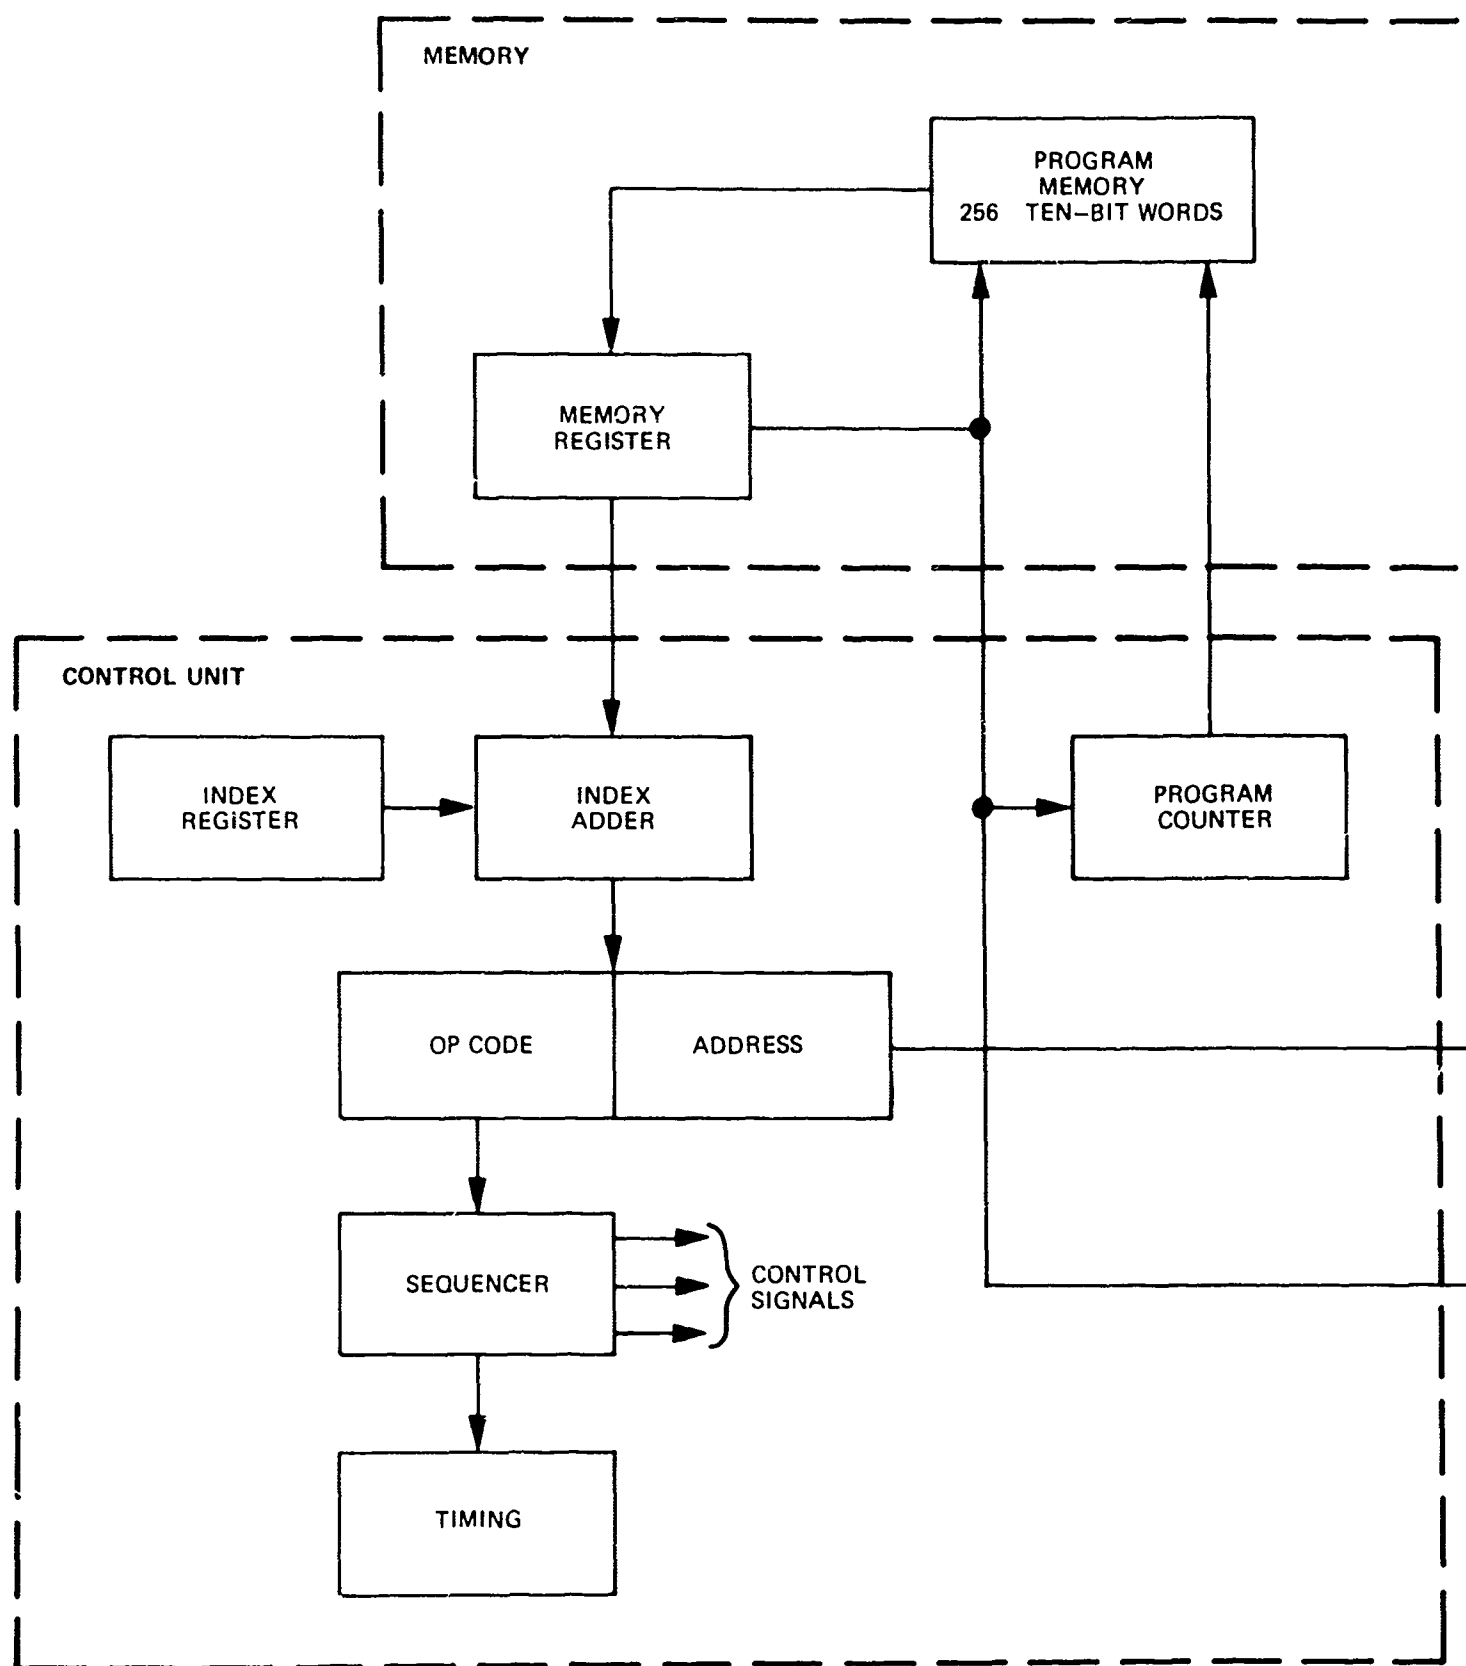 MEMORY
PROGRAM
MEMORY
256 TEN–BIT WORDS
MEMORY
REGISTER
CONTROL UNIT
INDEX
REGISTER
INDEX
ADDER
PROGRAM
COUNTER
OP CODE
ADDRESS
SEQUENCER
CONTROL
SIGNALS
TIMING